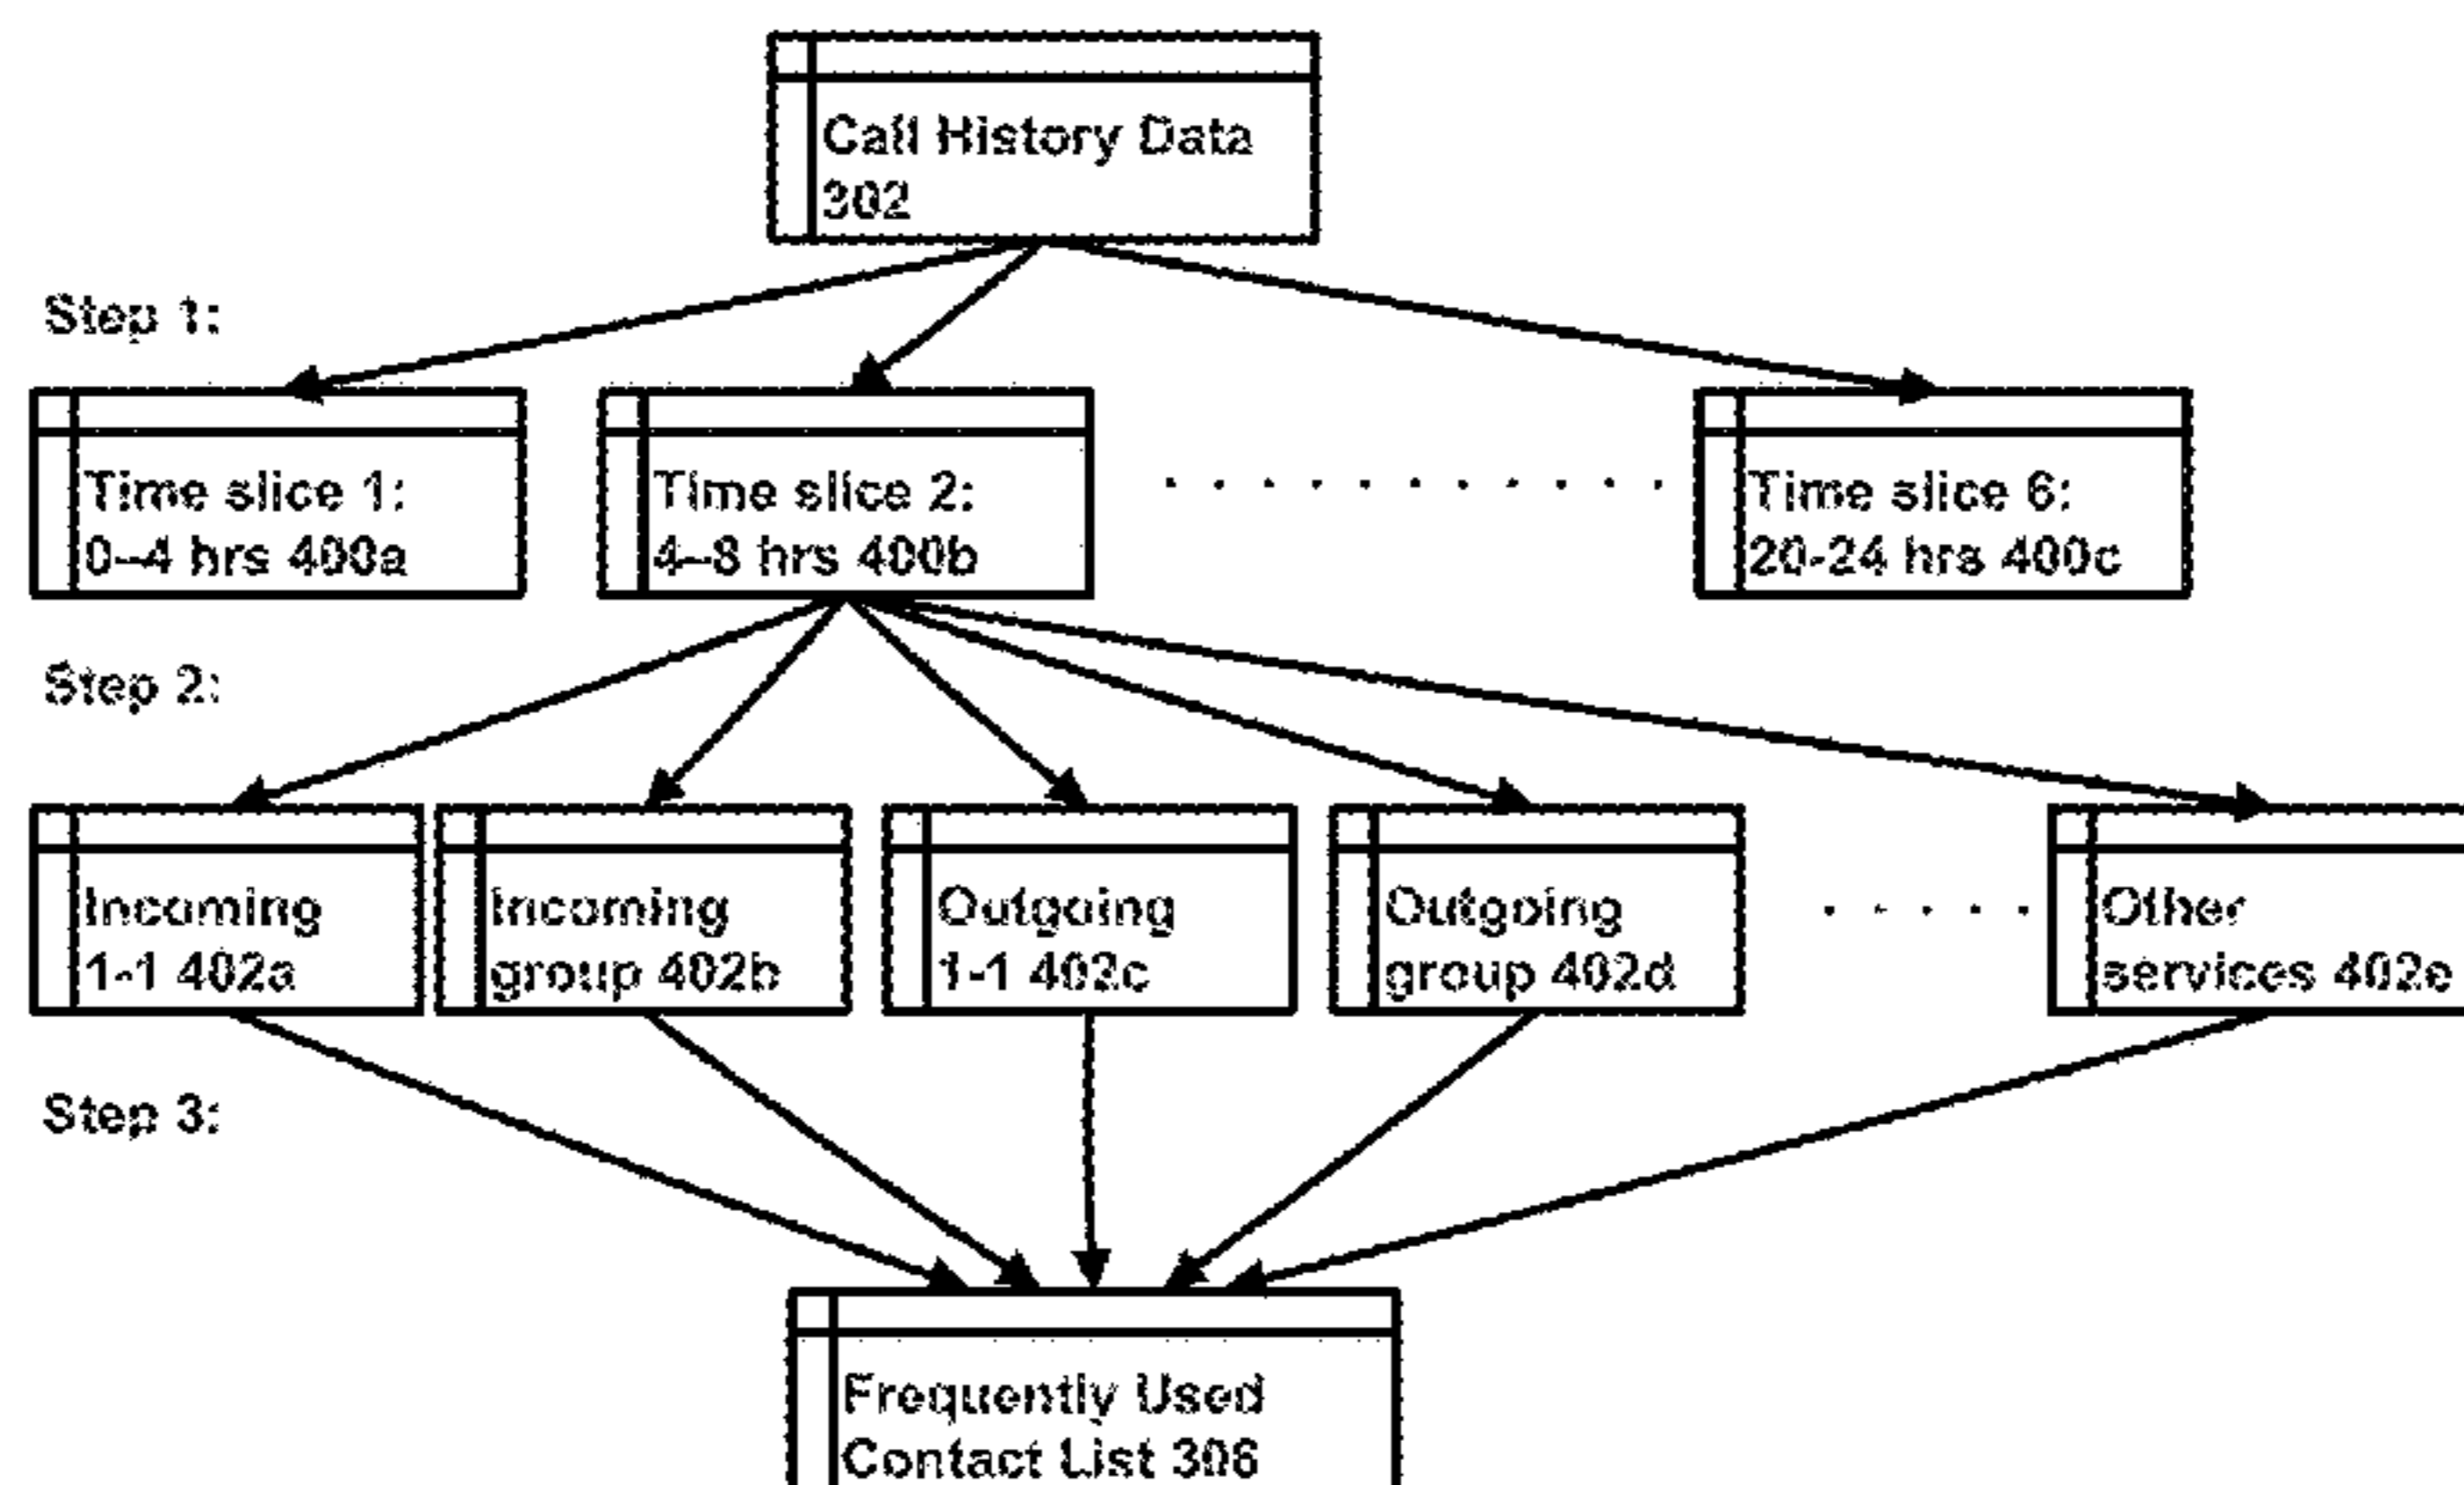 Call History Data
302
Step 1:
Time slice 1:
0–4 hrs 400a
Time slice 2:
4–8 hrs 400b
Time slice 6:
20-24 hrs 400c
Step 2:
Incoming
1-1 402a
Incoming
group 402b
Outgoing
1-1 402c
Outgoing
group 402d
Other
services 402e
Step 3:
Frequently Used
Contact List 306